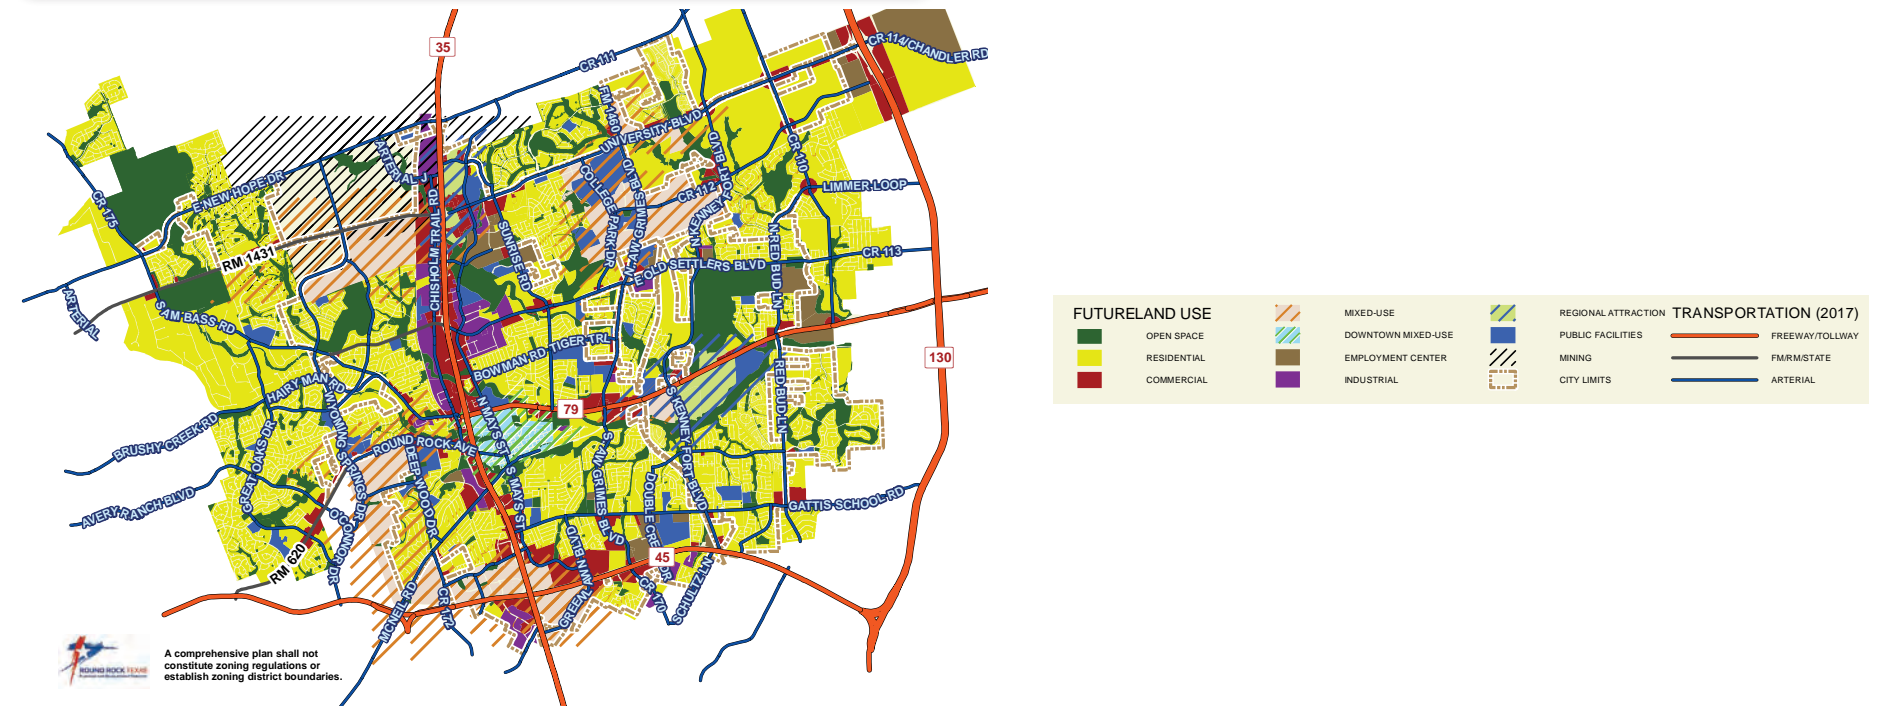 35
CR 114/CHANDLER RD
CR 111
FM 1460
UNIVERSITY BLVD
ARTERIAL J
CR 110
E NEW HOPE DR
CR 175
COLLEGE PARK DR
N AW GRIMES BLVD
CR 112
N KENNEY FORT BLVD
LIMMER LOOP
CHISHOLM TRAIL RD
RM 1431
SUNRISE RD
N RED BUD LN
CR 113
E OLD SETTLERS BLVD
ARTERIAL
SAM BASS RD
BOWMAN RD
TIGER TRL
130
HAIRY MAN RD
WYOMING SPRINGS DR
79
N MAYS ST
S KENNEY FORT BLVD
RED BUD LN
BRUSHY CREEK RD
ROUND ROCK AVE
GREAT OAKS DR
DEEPWOOD DR
S MAYS ST
S AW GRIMES BLVD
AVERY RANCH BLVD
O'CONNOR DR
GATTIS SCHOOL RD
45
RM 620
MCNEIL RD
CR 172
CR 170
SCHULTZ LN
ROUND ROCK TEXAS
A comprehensive plan shall not
constitute zoning regulations or
establish zoning district boundaries.
FUTURELAND USE
OPEN SPACE
RESIDENTIAL
COMMERCIAL
MIXED-USE
DOWNTOWN MIXED-USE
EMPLOYMENT CENTER
INDUSTRIAL
REGIONAL ATTRACTION
PUBLIC FACILITIES
MINING
CITY LIMITS
TRANSPORTATION (2017)
FREEWAY/TOLLWAY
FM/RM/STATE
ARTERIAL